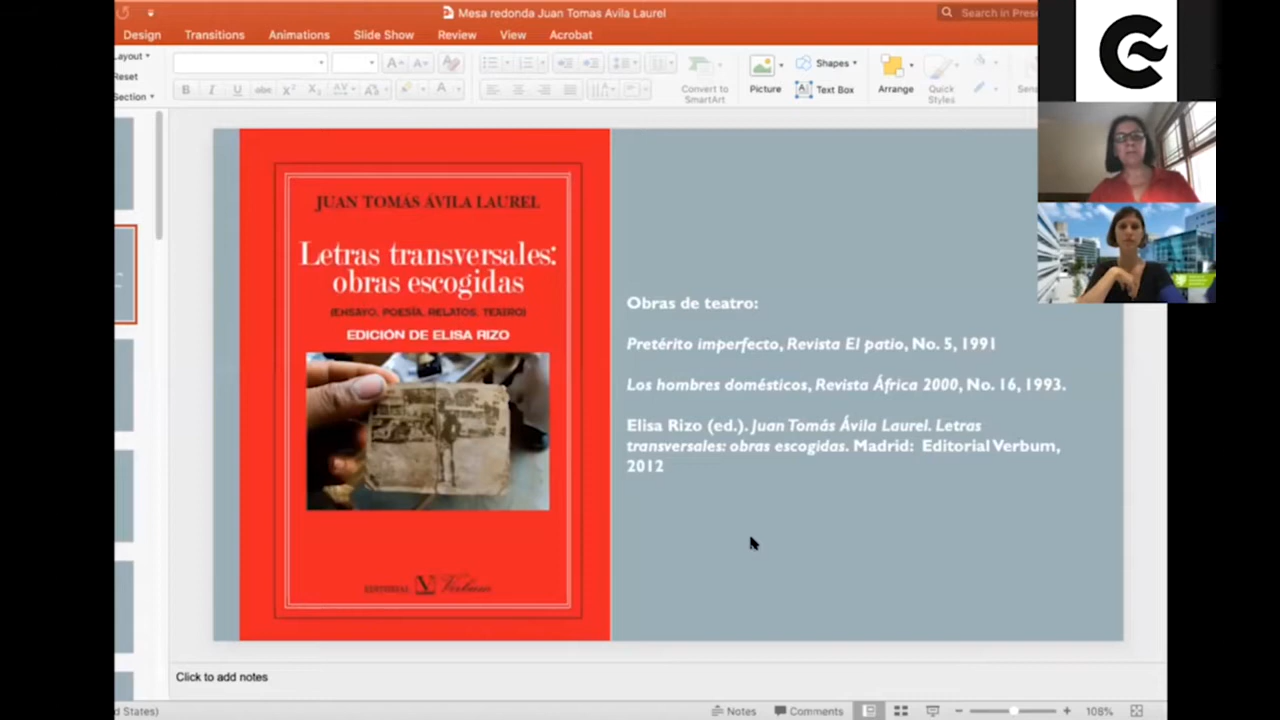 Mesa redonda Juan Tomas Avila Laurel
Search in Pres
Design Transitions Animations Slide Show Review View Acrobat
Layout
Reset
Section
Convert to
SmartArt
Picture
Shapes
Text Box
Arrange
Quick
Styles
JUAN TOMÁS ÁVILA LAUREL
Letras transversales:
obras escogidas
(ENSAYO, POESÍA, RELATOS, TEATRO)
EDICIÓN DE ELISA RIZO
EDITORIAL V Verbum
Obras de teatro:
Pretérito imperfecto, Revista El patio, No. 5, 1991
Los hombres domésticos, Revista África 2000, No. 16, 1993.
Elisa Rizo (ed.). Juan Tomás Ávila Laurel. Letras
transversales: obras escogidas. Madrid: Editorial Verbum,
2012
Click to add notes
d States)
Notes Comments 108%